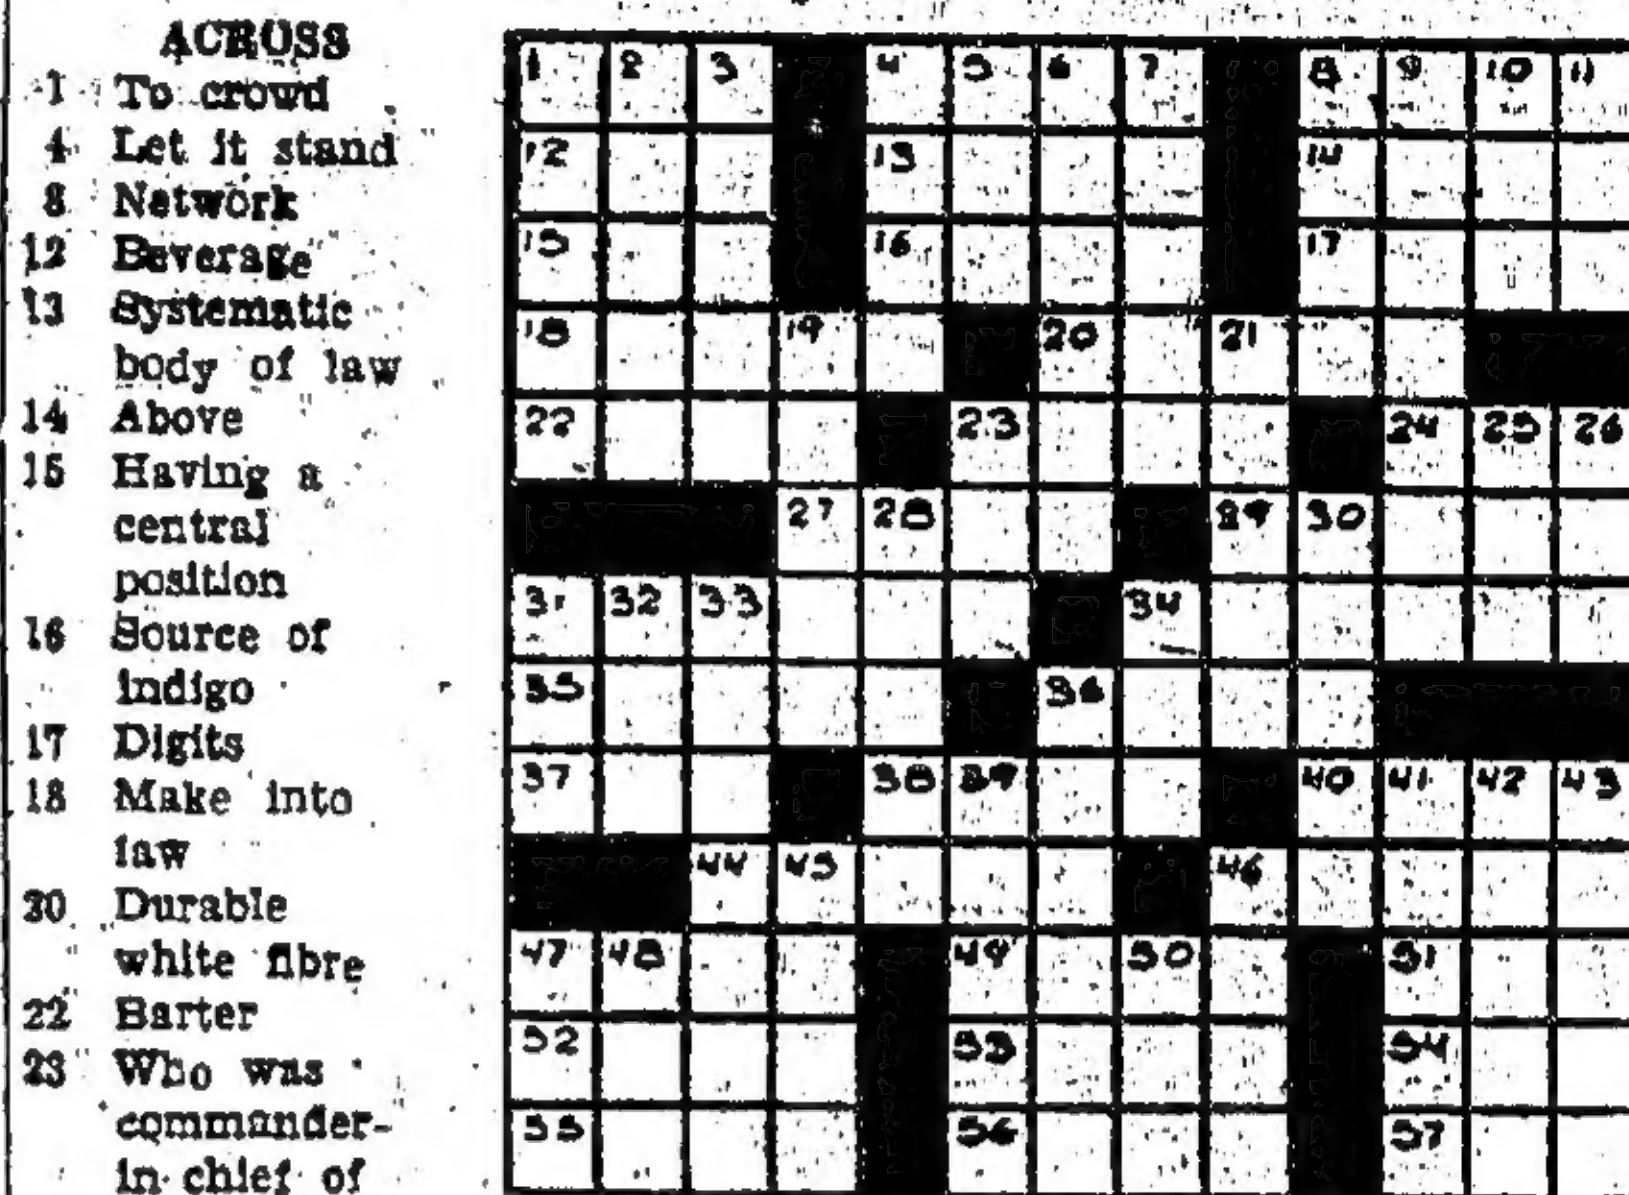 ACROSS
1 To crowd
4 Let it stand
8 Network
12 Beverage
13 Systematic
body of law
14 Above
15 Having a
central
position
16 Source of
indigo
17 Digits
18 Make into
law
20 Durable
white fibre
22 Barter
23 Who was
commander-
in chief of
1 2 3 4 5 6 7 8 9 10 11
12 13 14
15 16 17
18 19 20 21
22 23 24 25 26
27 28 29 30
31 32 33 34
35 36
37 38 39 40 41 42 43
44 45 46
47 48 49 50 51
52 53 54
55 56 57